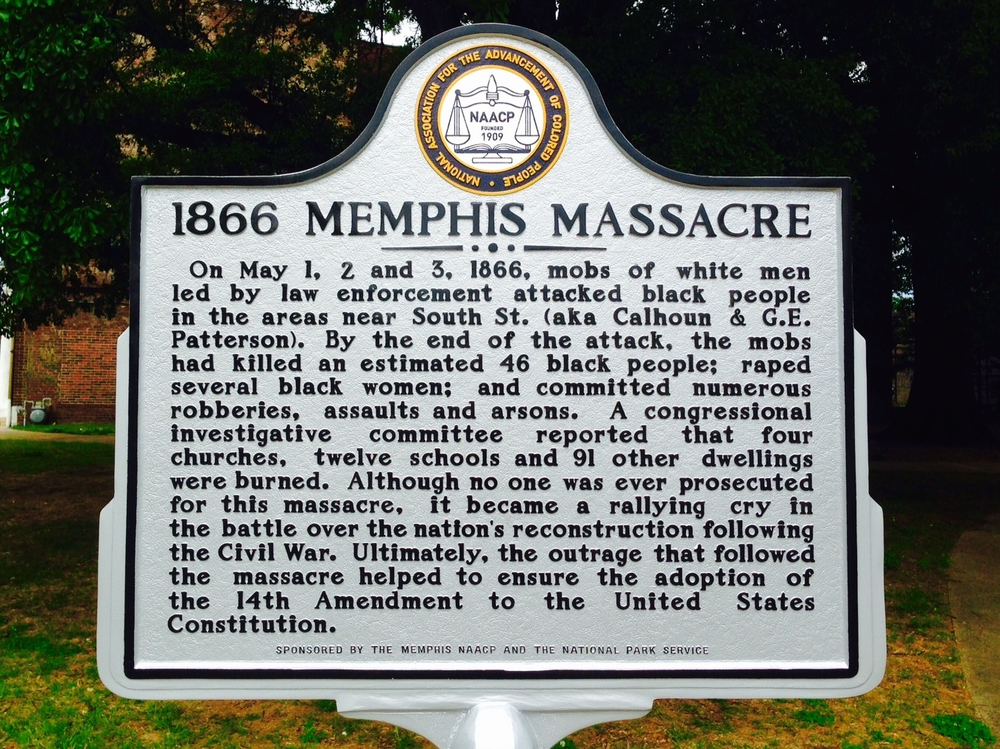 NATIONAL ASSOCIATION FOR THE ADVANCEMENT OF COLORED PEOPLE •
NAACP
FOUNDED
1909
1866 MEMPHIS MASSACRE
On May 1, 2 and 3, 1866, mobs of white men
led by law enforcement attacked black people
in the areas near South St. (aka Calhoun & G.E.
Patterson). By the end of the attack, the mobs
had killed an estimated 46 black people; raped
several black women; and committed numerous
robberies, assaults and arsons. A congressional
investigative committee reported that four
churches, twelve schools and 91 other dwellings
were burned. Although no one was ever prosecuted
for this massacre, it became a rallying cry in
the battle over the nation's reconstruction following
the Civil War. Ultimately, the outrage that followed
the massacre helped to ensure the adoption of
the 14th Amendment to the United States
Constitution.
SPONSORED BY THE MEMPHIS NAACP AND THE NATIONAL PARK SERVICE